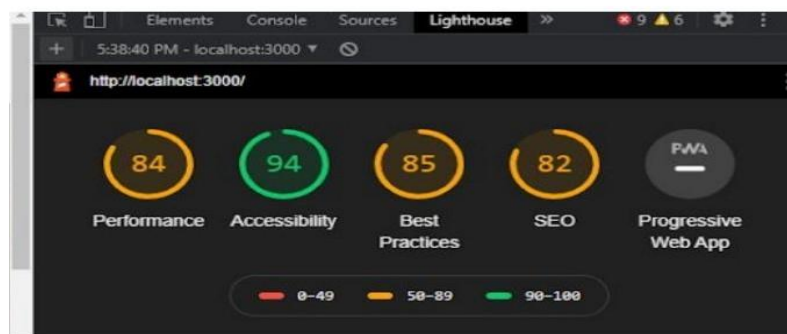 Elements Console Sources Lighthouse » 9 6
+ 5:38:40 PM - localhost:3000
http://localhost:3000/
84 94 85 82 PWA
Performance Accessibility Best Practices SEO Progressive Web App
0-49 50-89 90-100